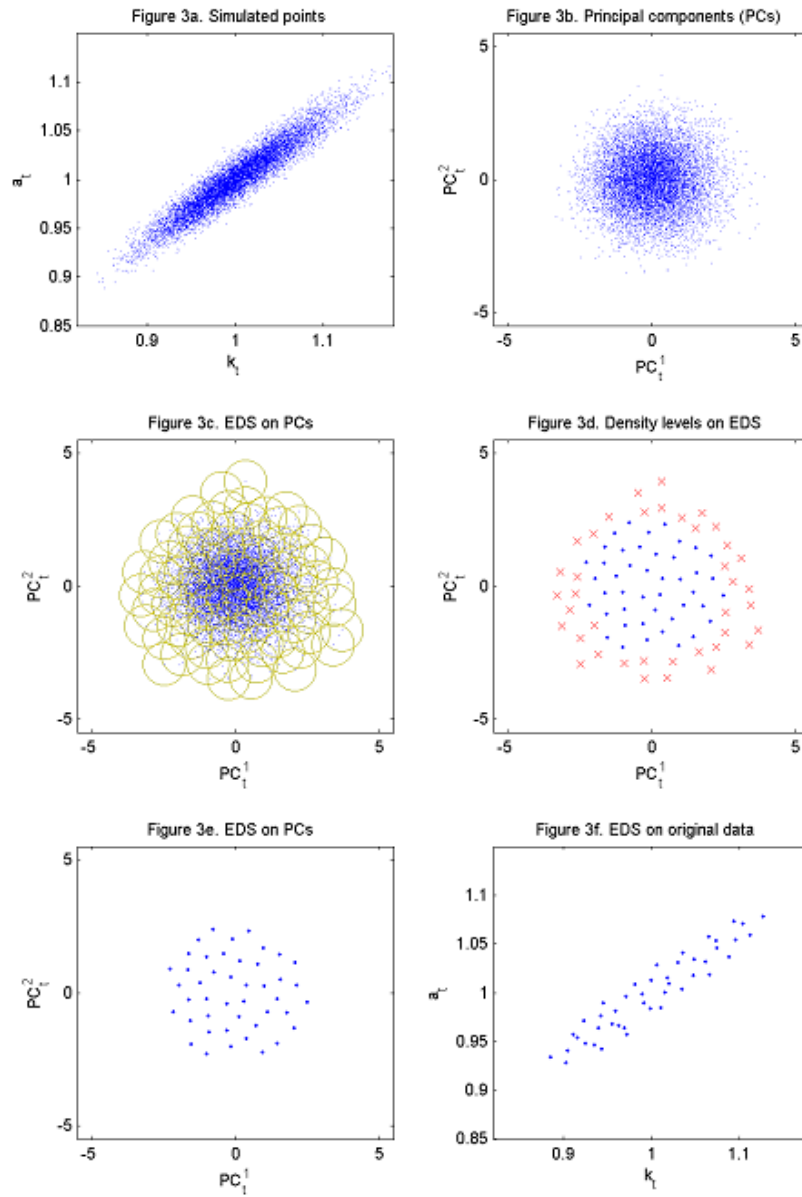 Figure 3a. Simulated points
1.1
1.05
1
0.95
0.9
0.85
a_t
0.9 1 1.1
k_t
Figure 3b. Principal components (PCs)
5
0
-5
PC_t^2
-5 0 5
PC_t^1
Figure 3c. EDS on PCs
5
0
-5
PC_t^2
-5 0 5
PC_t^1
Figure 3d. Density levels on EDS
5
0
-5
PC_t^2
-5 0 5
PC_t^1
Figure 3e. EDS on PCs
5
0
-5
PC_t^2
-5 0 5
PC_t^1
Figure 3f. EDS on original data
1.1
1.05
1
0.95
0.9
0.85
a_t
0.9 1 1.1
k_t